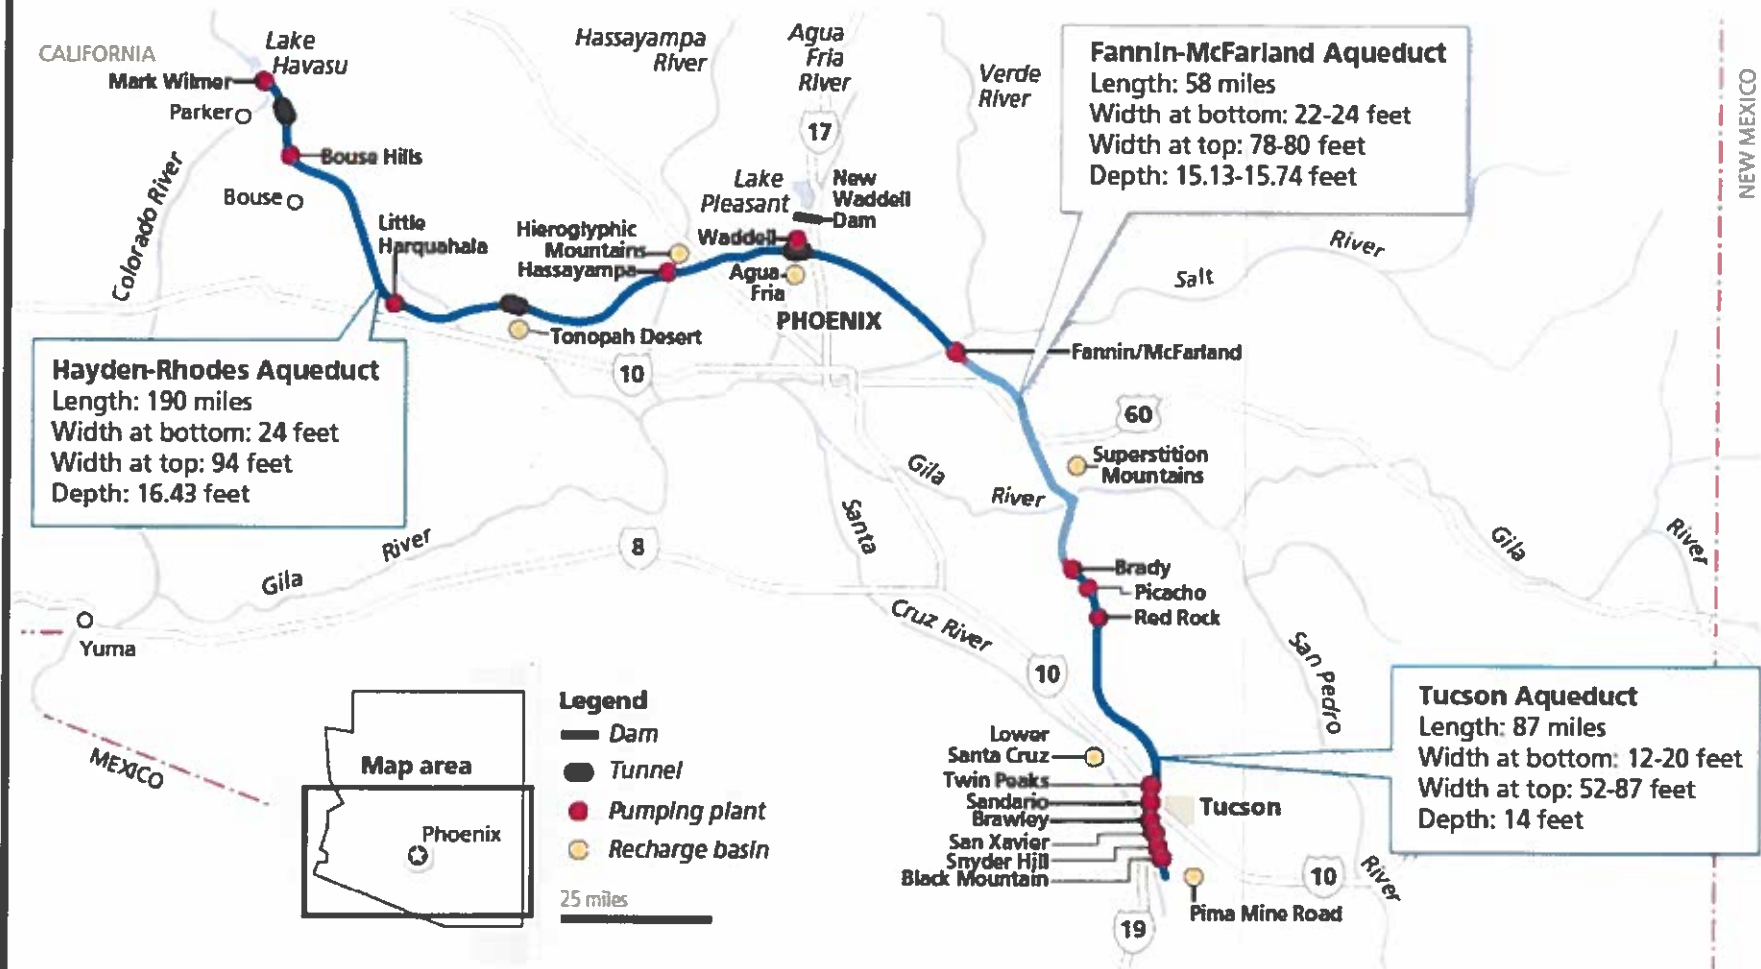 CALIFORNIA
Lake
Havasu
Mark Wilmer
Parker
Bouse Hills
Bouse
Colorado River
Little
Harquahala
Hieroglyphic
Mountains
Hassayampa
Tonopah Desert
Hassayampa
River
Agua
Fria
River
17
Verde
River
Lake
Pleasant
New
Waddell
Dam
Waddell
Agua
Fria
PHOENIX
Fannin-McFarland Aqueduct
Length: 58 miles
Width at bottom: 22-24 feet
Width at top: 78-80 feet
Depth: 15.13-15.74 feet
NEW MEXICO
Salt
River
Fannin/McFarland
Hayden-Rhodes Aqueduct
Length: 190 miles
Width at bottom: 24 feet
Width at top: 94 feet
Depth: 16.43 feet
10
60
Superstition
Mountains
Gila
River
Santa
Cruz River
8
Gila
River
Gila
River
Yuma
MEXICO
Brady
Picacho
Red Rock
10
San Pedro
River
Tucson Aqueduct
Length: 87 miles
Width at bottom: 12-20 feet
Width at top: 52-87 feet
Depth: 14 feet
Lower
Santa Cruz
Twin Peaks
Sandario
Brawley
San Xavier
Snyder Hill
Black Mountain
Tucson
10
19
Pima Mine Road
Map area
Phoenix
Legend
Dam
Tunnel
Pumping plant
Recharge basin
25 miles